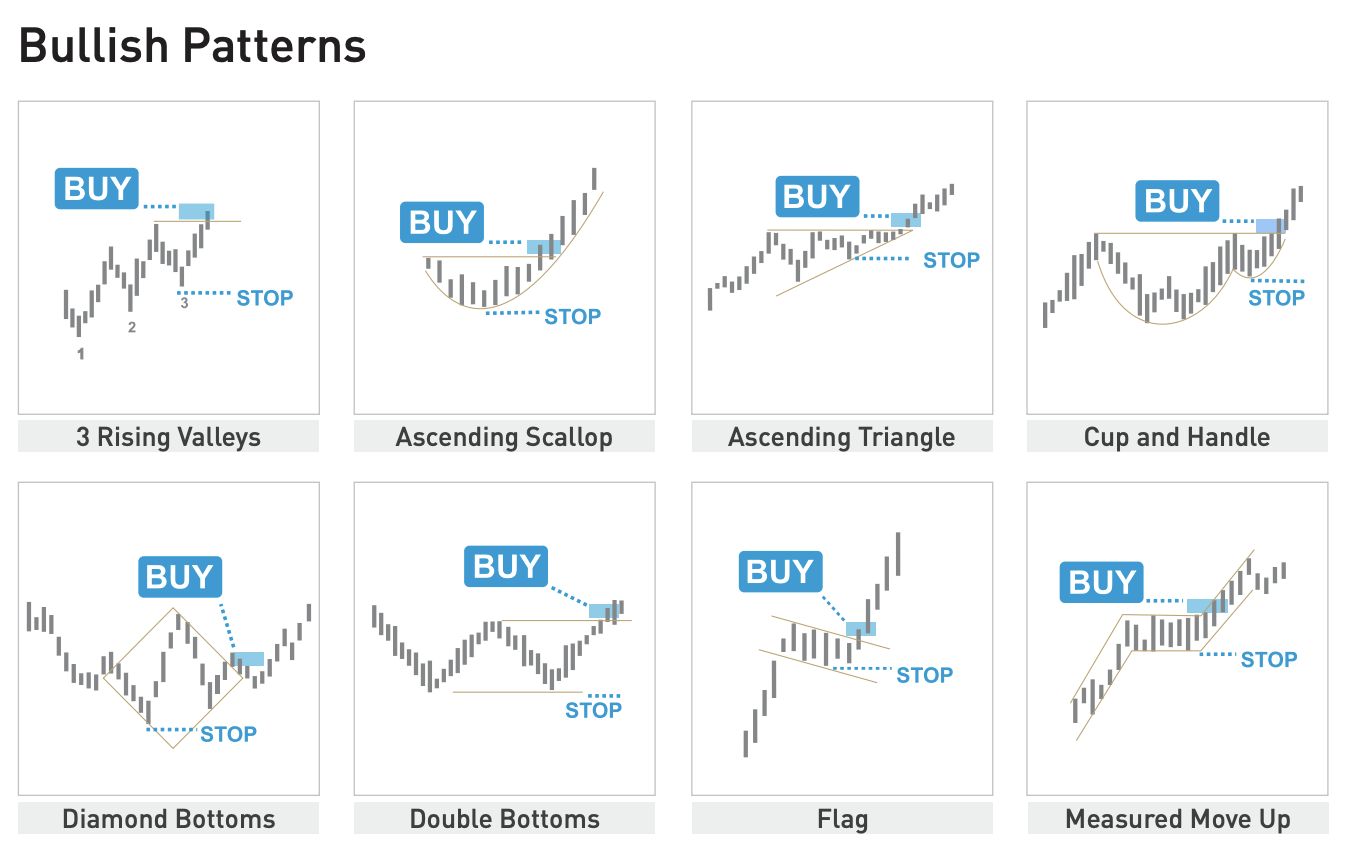 Bullish Patterns
BUY
STOP
1
2
3
3 Rising Valleys
BUY
STOP
Ascending Scallop
BUY
STOP
Ascending Triangle
BUY
STOP
Cup and Handle
BUY
STOP
Diamond Bottoms
BUY
STOP
Double Bottoms
BUY
STOP
Flag
BUY
STOP
Measured Move Up